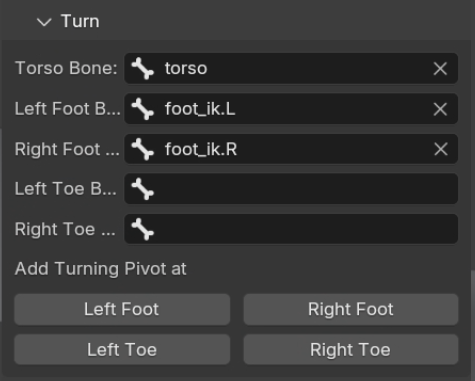 Turn
Torso Bone: torso
Left Foot B... foot_ik.L
Right Foot ... foot_ik.R
Left Toe B...
Right Toe ...
Add Turning Pivot at
Left Foot Right Foot
Left Toe Right Toe